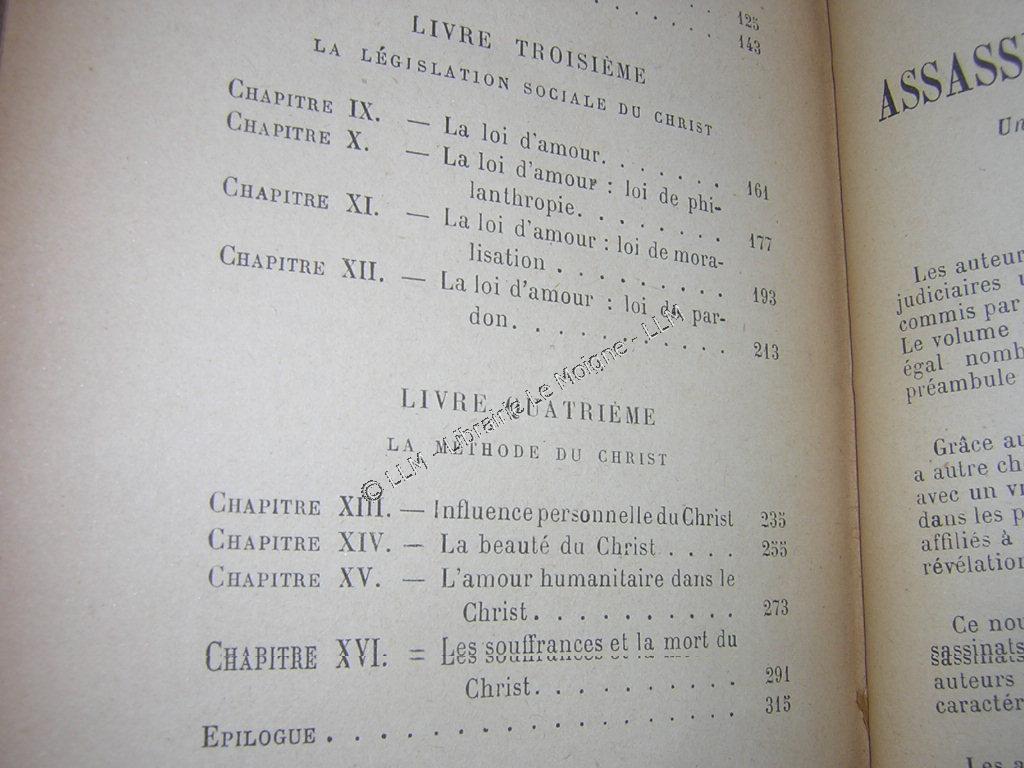 125
143
LIVRE TROISIÈME
LA LÉGISLATION SOCIALE DU CHRIST
CHAPITRE IX. — La loi d'amour. . . . . . . 161
CHAPITRE X. — La loi d'amour : loi de phi-
lanthropie. . . . . . . . 177
CHAPITRE XI. — La loi d'amour : loi de mora-
lisation . . . . . . . . . 193
CHAPITRE XII. — La loi d'amour : loi de par-
don. . . . . . . . . . . 213
LIVRE QUATRIÈME
LA MÉTHODE DU CHRIST
CHAPITRE XIII. — Influence personnelle du Christ 235
CHAPITRE XIV. — La beauté du Christ . . . . 255
CHAPITRE XV. — L'amour humanitaire dans le
Christ. . . . . . . . . . 273
CHAPITRE XVI. — Les souffrances et la mort du
Christ. . . . . . . . . . 291
EPILOGUE . . . . . . . . . . . . . . . . 315
© LLM - Librairie Le Moigne - LLM
ASSASS
Un
Les auteur
judiciaires
commis par
Le volume
égal nomb
préambule
Grâce au
a autre ch
avec un v
dans les p
affiliés à
révélation
Ce nou
sassinats
auteurs
caractér
Les a